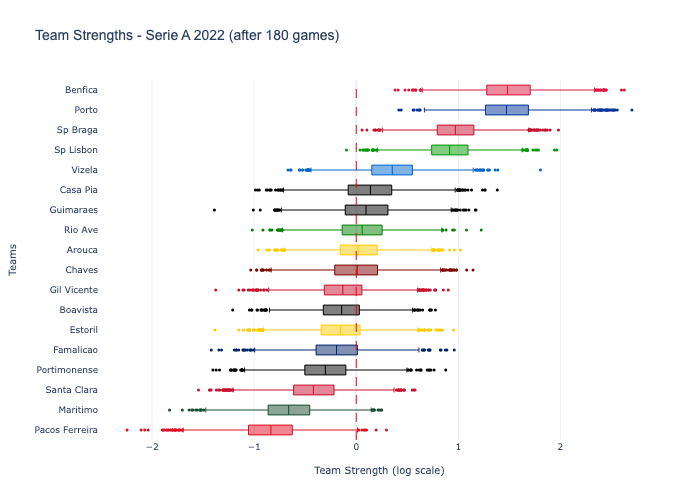 Team Strengths - Serie A 2022 (after 180 games)
Benfica
Porto
Sp Braga
Sp Lisbon
Vizela
Casa Pia
Guimaraes
Rio Ave
Arouca
Chaves
Gil Vicente
Boavista
Estoril
Famalicao
Portimonense
Santa Clara
Maritimo
Pacos Ferreira
Teams
−2 −1 0 1 2
Team Strength (log scale)